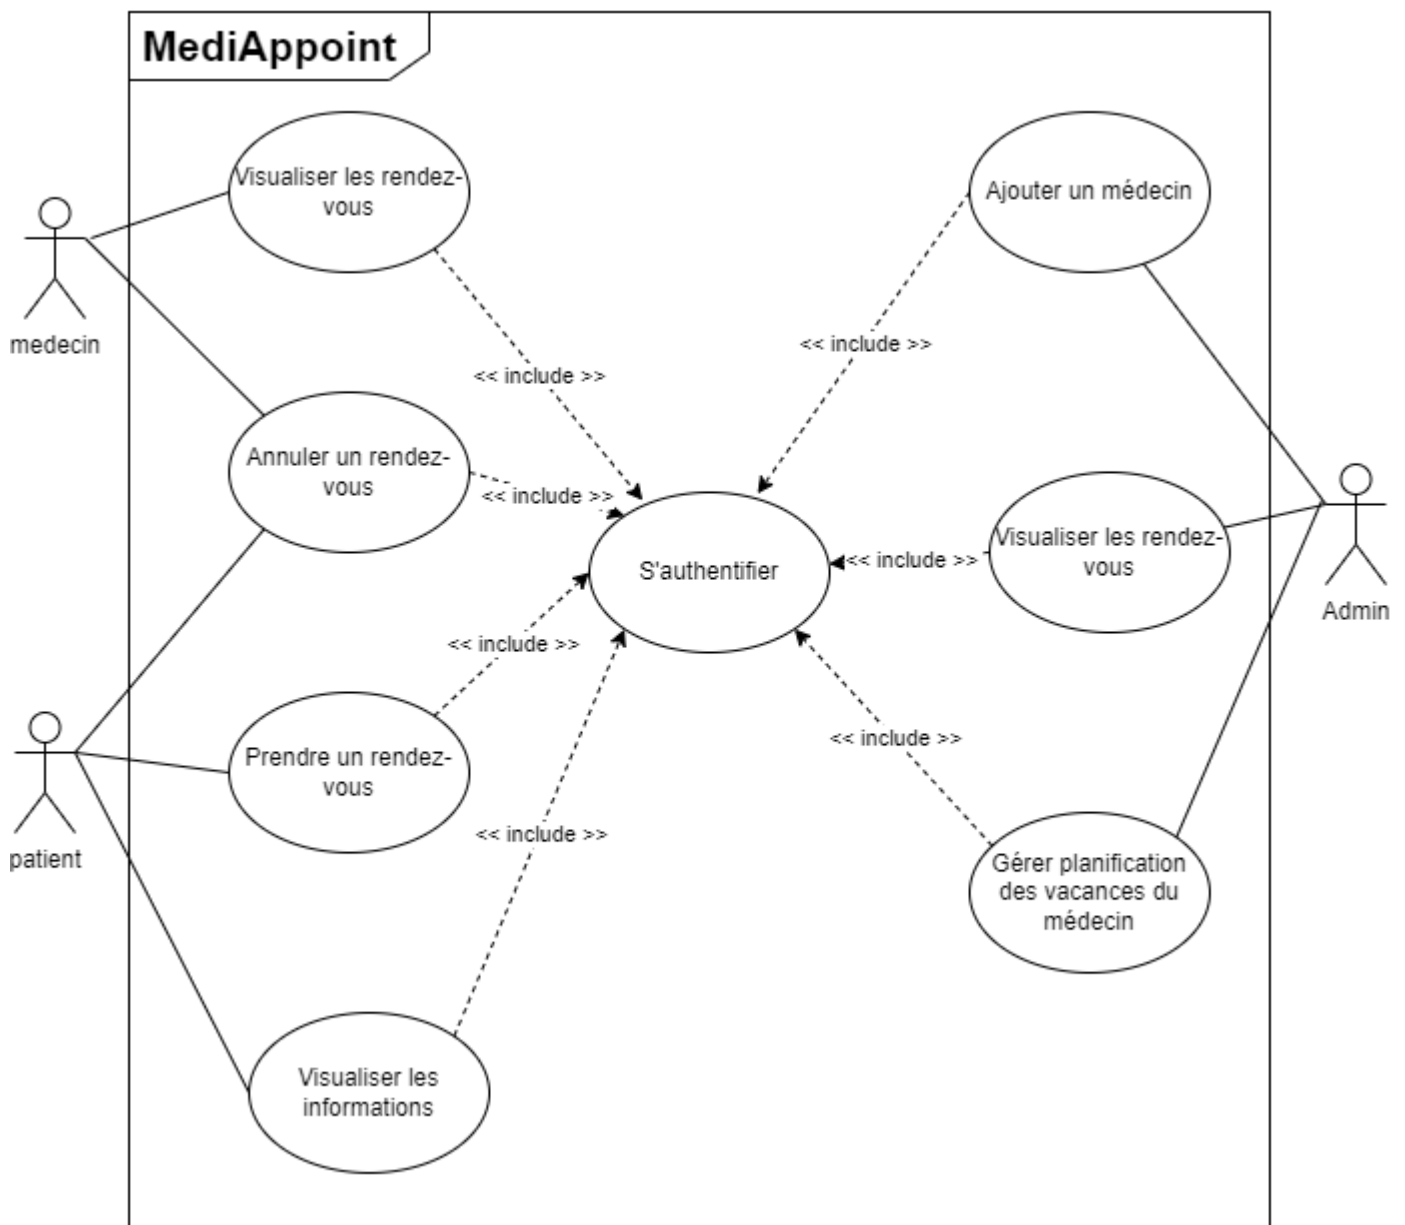 MediAppoint
Visualiser les rendez-
vous
Ajouter un médecin
medecin
<< include >>
<< include >>
Annuler un rendez-
vous
<< include >>
S'authentifier
<< include >>
Visualiser les rendez-
vous
Admin
<< include >>
Prendre un rendez-
vous
<< include >>
patient
<< include >>
Gérer planification
des vacances du
médecin
Visualiser les
informations